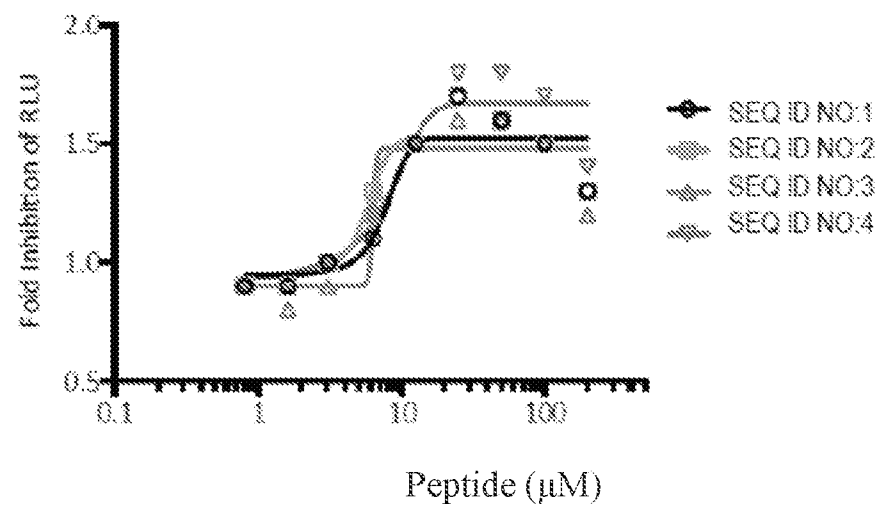 2.0
1.5
1.0
0.5
Fold Inhibition of RLU
0.1
1
10
100
Peptide (μM)
SEQ ID NO:1
SEQ ID NO:2
SEQ ID NO:3
SEQ ID NO:4